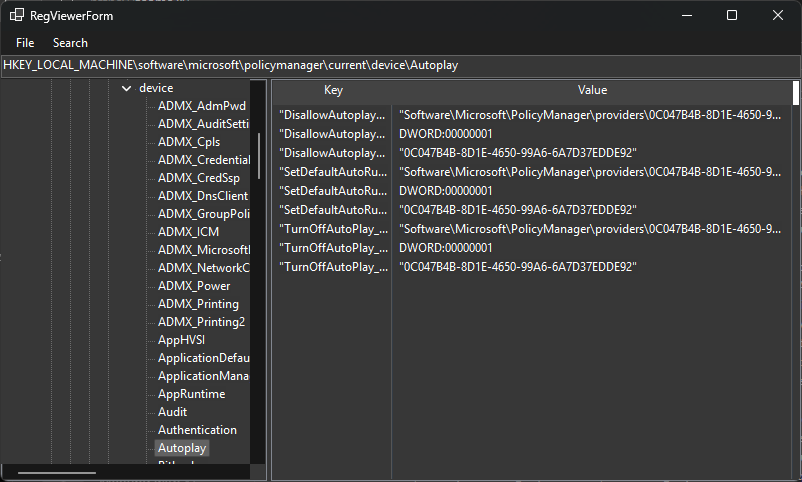 RegViewerForm
File Search
HKEY_LOCAL_MACHINE\software\microsoft\policymanager\current\device\Autoplay
device
ADMX_AdmPwd
ADMX_AuditSetti
ADMX_Cpls
ADMX_Credential
ADMX_CredSsp
ADMX_DnsClient
ADMX_GroupPoli
ADMX_ICM
ADMX_Microsoft
ADMX_NetworkC
ADMX_Power
ADMX_Printing
ADMX_Printing2
AppHVSI
ApplicationDefau
ApplicationMana
AppRuntime
Audit
Authentication
Autoplay
Key Value
"DisallowAutoplay... "Software\Microsoft\PolicyManager\providers\0C047B4B-8D1E-4650-9...
"DisallowAutoplay... DWORD:00000001
"DisallowAutoplay... "0C047B4B-8D1E-4650-99A6-6A7D37EDDE92"
"SetDefaultAutoRu... "Software\Microsoft\PolicyManager\providers\0C047B4B-8D1E-4650-9...
"SetDefaultAutoRu... DWORD:00000001
"SetDefaultAutoRu... "0C047B4B-8D1E-4650-99A6-6A7D37EDDE92"
"TurnOffAutoPlay_... "Software\Microsoft\PolicyManager\providers\0C047B4B-8D1E-4650-9...
"TurnOffAutoPlay_... DWORD:00000001
"TurnOffAutoPlay_... "0C047B4B-8D1E-4650-99A6-6A7D37EDDE92"